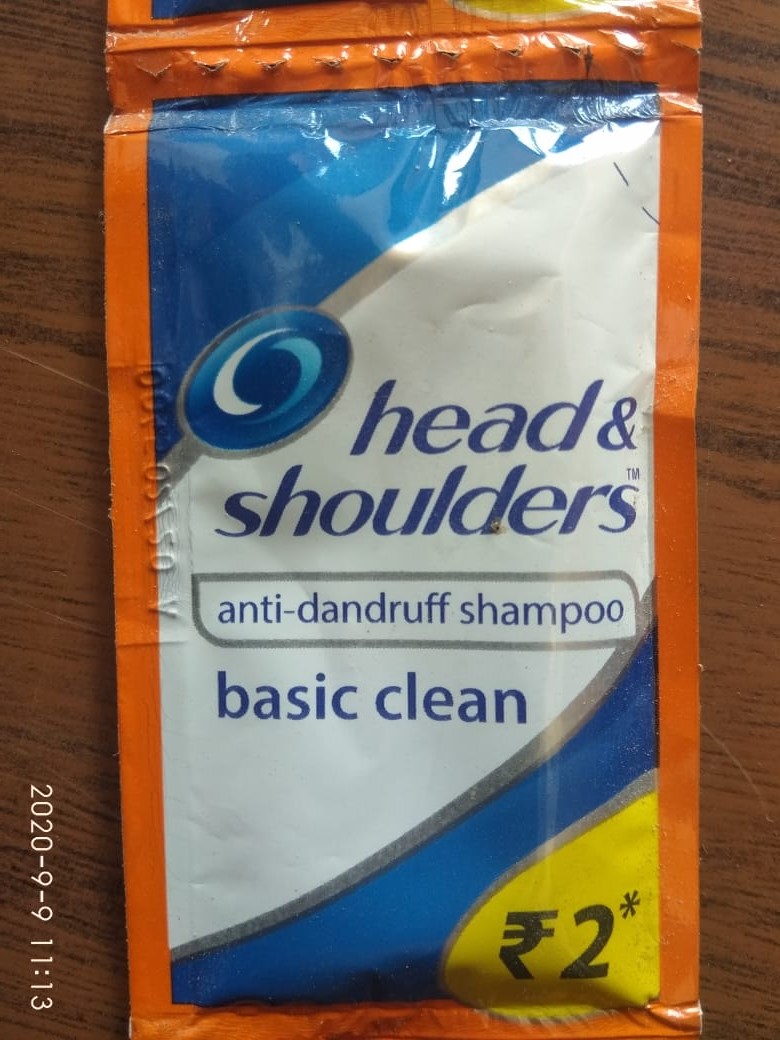 head &
shoulders™
anti-dandruff shampoo
basic clean
₹2*
2020-9-9 11:13